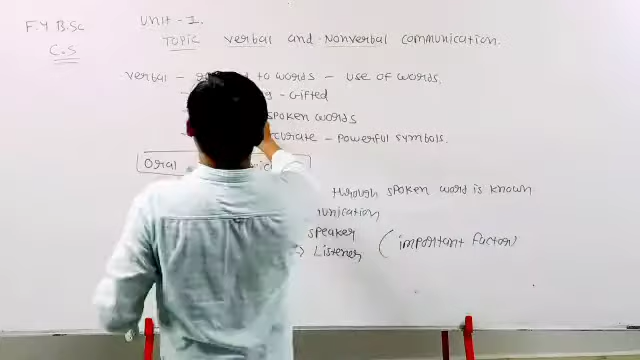 F.Y B.Sc
C.S
Unit - I.
TOPIC verbal and Nonverbal communication.
verbal - to words - use of words.
- Gifted
spoken words
- powerful symbols.
Oral
through spoken word is known
speaker
→ Listener (important factor)